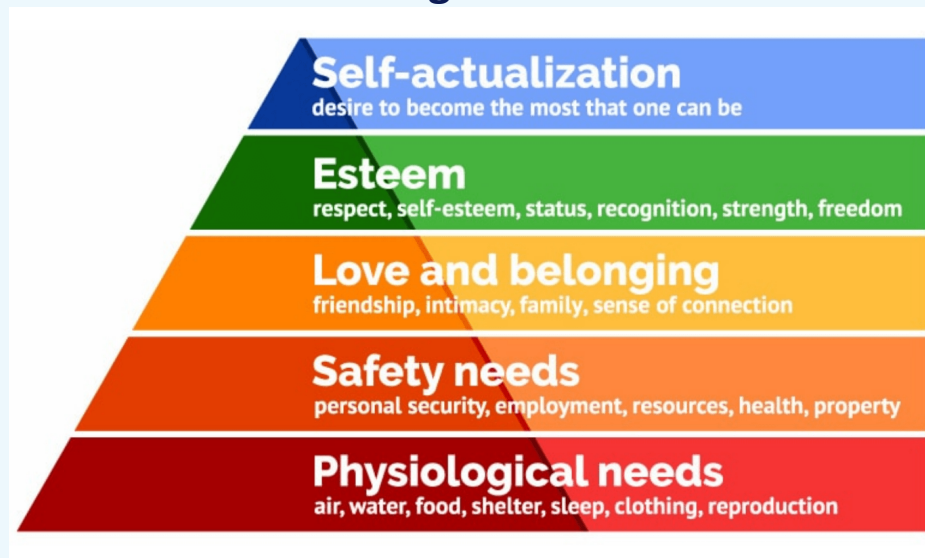 Self-actualization
desire to become the most that one can be
Esteem
respect, self-esteem, status, recognition, strength, freedom
Love and belonging
friendship, intimacy, family, sense of connection
Safety needs
personal security, employment, resources, health, property
Physiological needs
air, water, food, shelter, sleep, clothing, reproduction